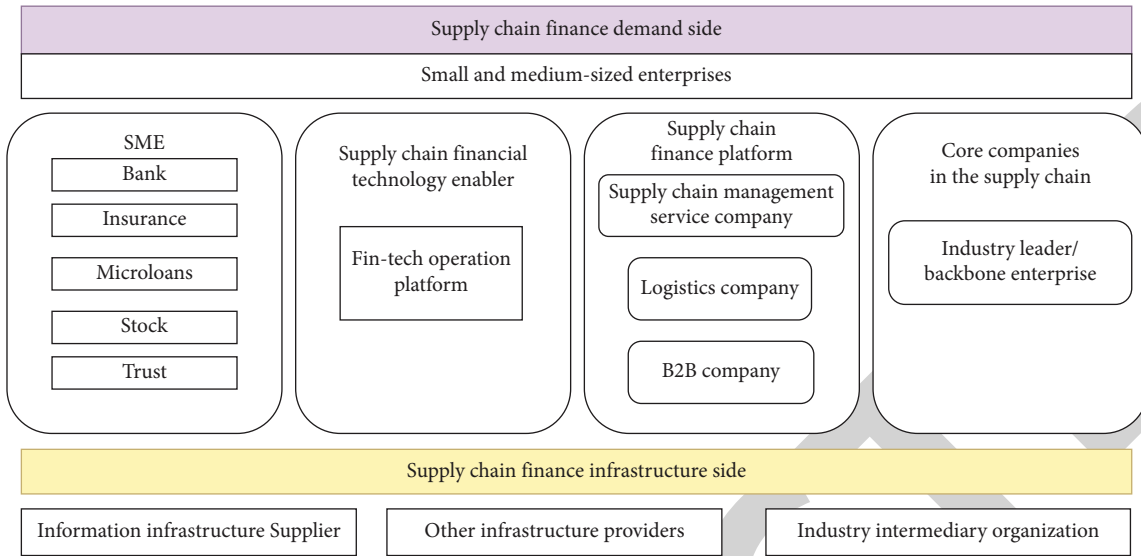 Supply chain finance demand side
Small and medium-sized enterprises
SME
Bank
Insurance
Microloans
Stock
Trust
Supply chain financial
technology enabler
Fin-tech operation
platform
Supply chain
finance platform
Supply chain management
service company
Logistics company
B2B company
Core companies
in the supply chain
Industry leader/
backbone enterprise
Supply chain finance infrastructure side
Information infrastructure Supplier
Other infrastructure providers
Industry intermediary organization